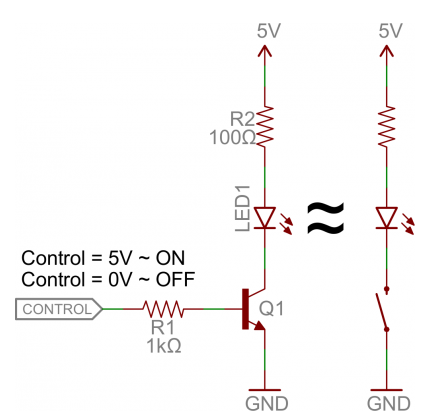 5V
5V
R2
100Ω
LED1
≈
Control = 5V ~ ON
Control = 0V ~ OFF
CONTROL
Q1
R1
1kΩ
GND
GND